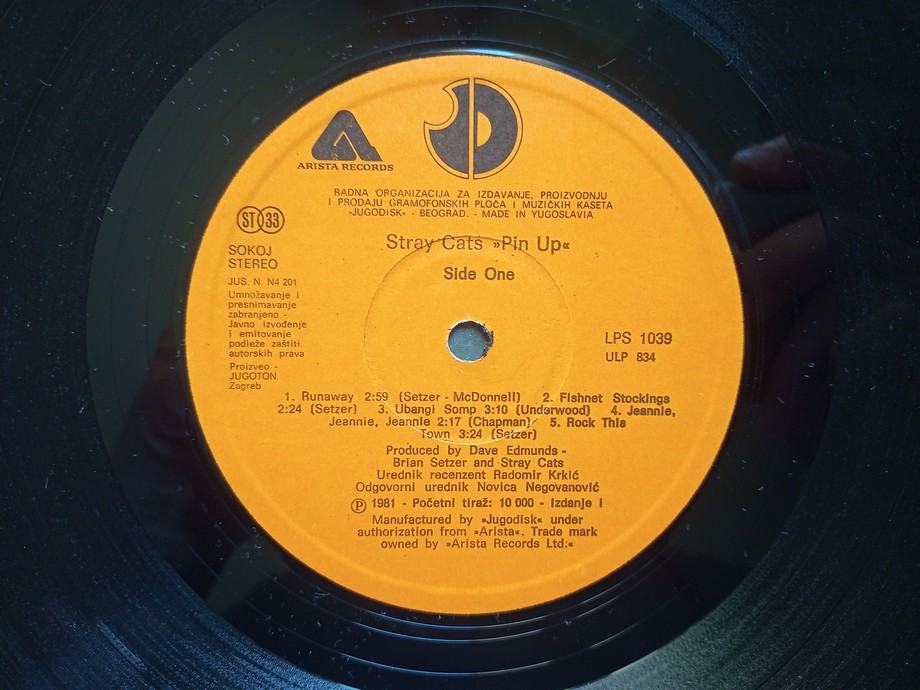 ARISTA RECORDS
RADNA ORGANIZACIJA ZA IZDAVANJE, PROIZVODNJU
I PRODAJU GRAMOFONSKIH PLOČA I MUZIČKIH KASETA
»JUGODISK« - BEOGRAD. - MADE IN YUGOSLAVIA
ST 33
SOKOJ
STEREO
JUS. N. N4 201
Umnožavanje i
presnimavanje
zabranjeno -
Javno izvođenje
i emitovanje
podleže zaštiti
autorskih prava
Proizveo -
JUGOTON
Zagreb
Stray Cats »Pin Up«
Side One
LPS 1039
ULP 834
1. Runaway 2:59 (Setzer - McDonnell) 2. Fishnet Stockings
2:24 (Setzer) 3. Ubangi Somp 3:10 (Underwood) 4. Jeannie,
Jeannie, Jeannie 2:17 (Chapman) 5. Rock This
Town 3:24 (Setzer)
Produced by Dave Edmunds -
Brian Setzer and Stray Cats
Urednik recenzent Radomir Krkić
Odgovorni urednik Novica Negovanović
Ⓟ 1981 - Početni tiraž: 10 000 - Izdanje I
Manufactured by »Jugodisk« under
authorization from »Arista«. Trade mark
owned by »Arista Records Ltd.«